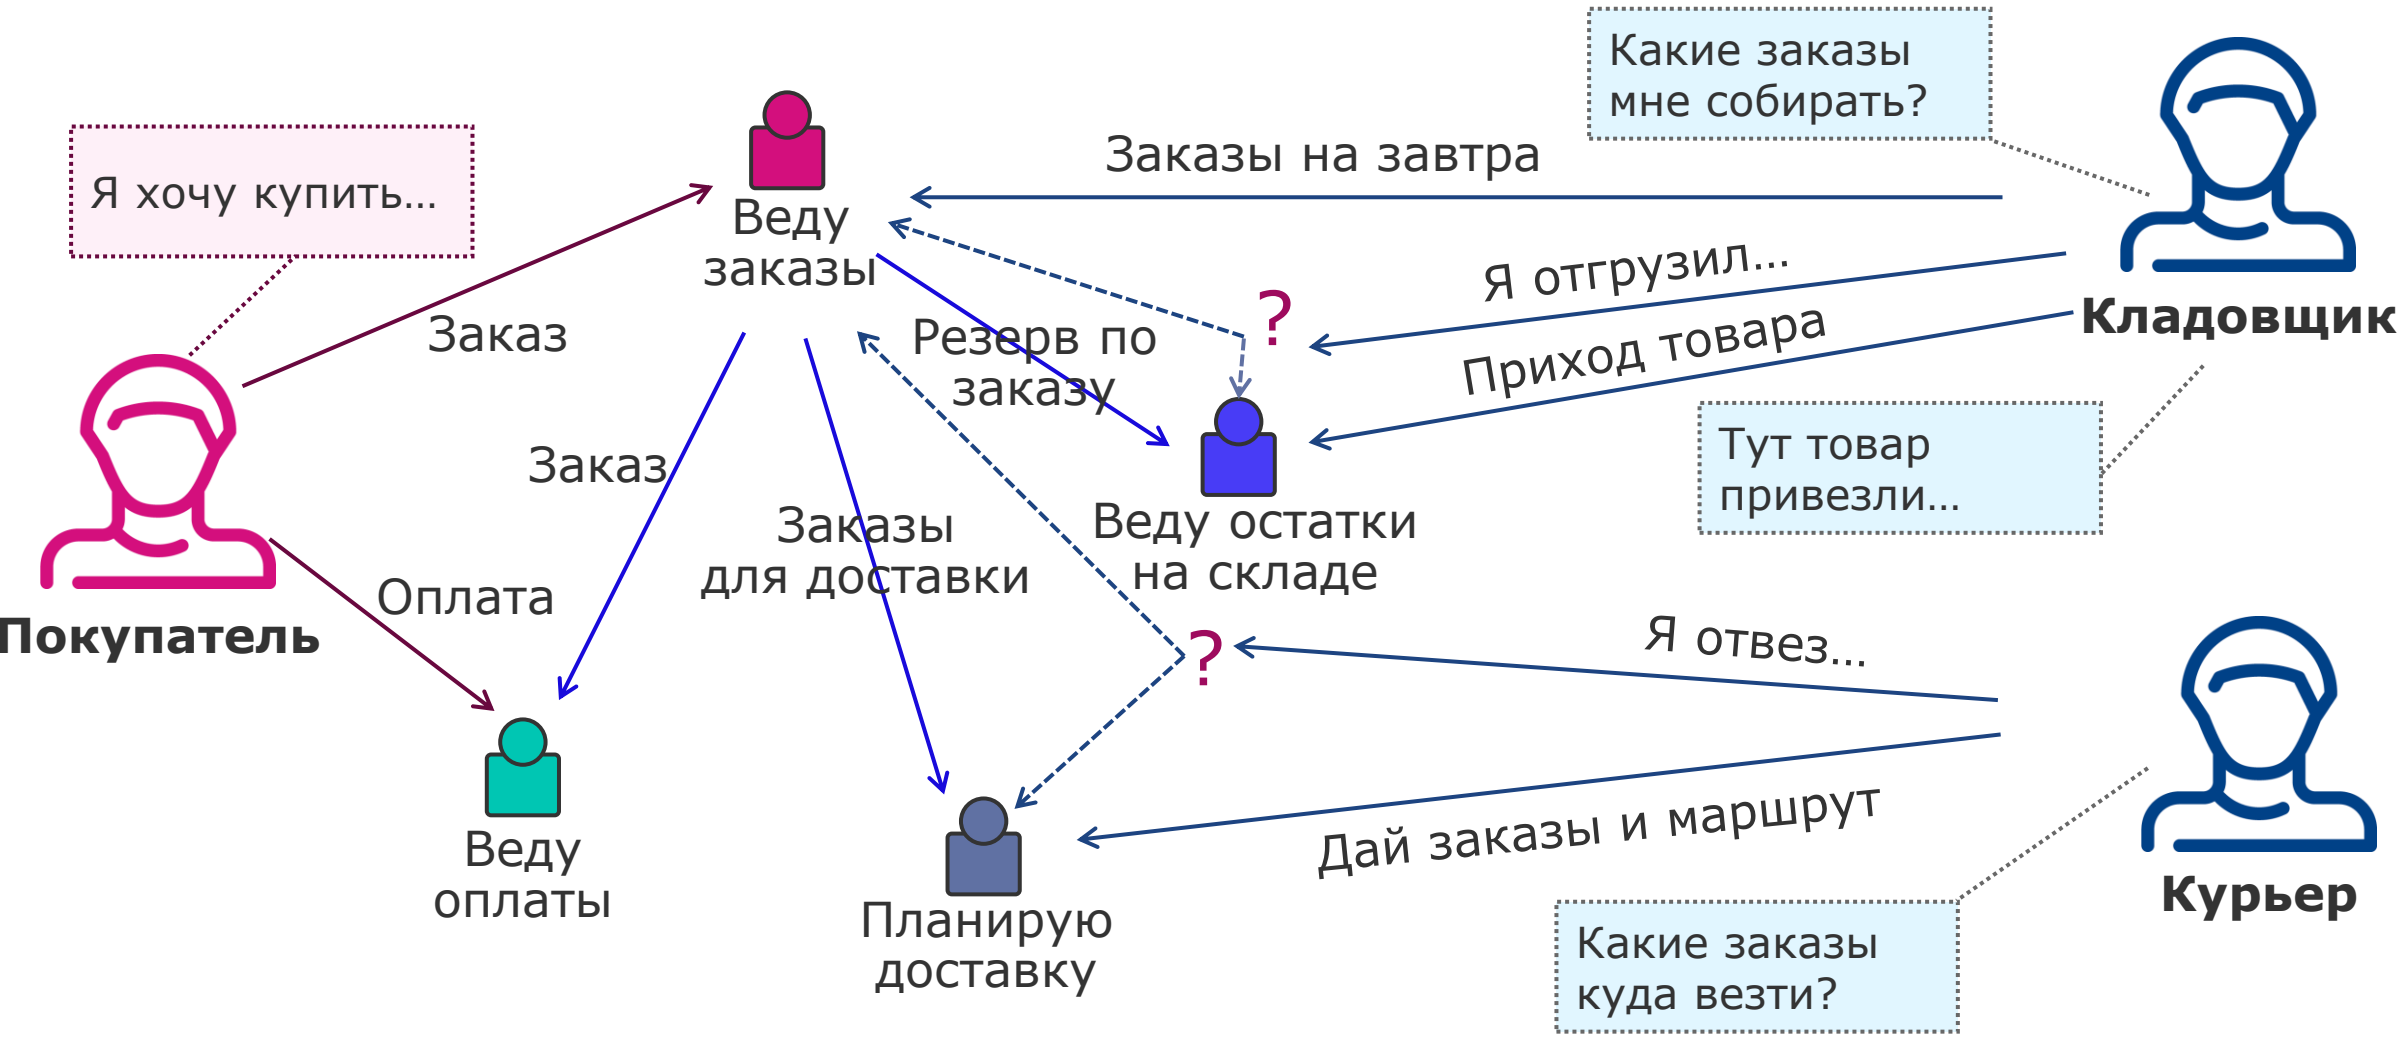 Какие заказы
мне собирать?
Я хочу купить…
Заказы на завтра
Веду
заказы
Я отгрузил…
?
Кладовщик
Приход товара
Заказ
Резерв по
заказу
Тут товар
привезли…
Заказ
Веду остатки
на складе
Заказы
для доставки
Оплата
Покупатель
?
Я отвез…
Дай заказы и маршрут
Веду
оплаты
Планирую
доставку
Курьер
Какие заказы
куда везти?